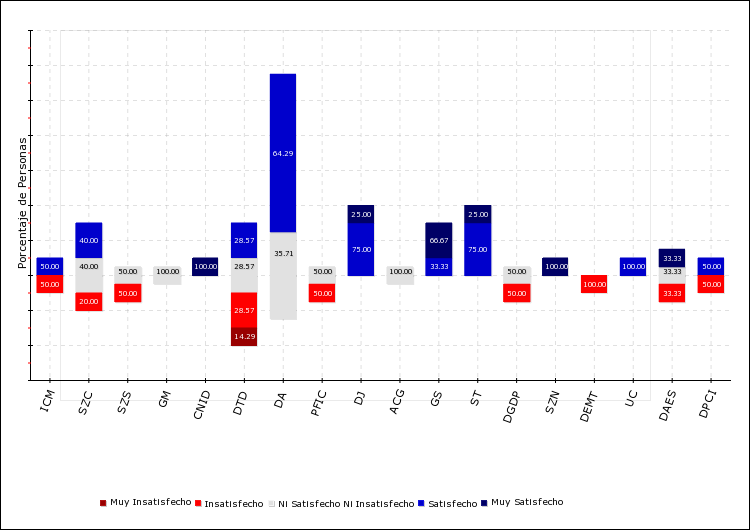 Porcentaje de Personas
64.29
25.00 25.00
40.00 28.57 35.71 75.00 66.67 75.00 33.33
50.00 40.00 50.00 100.00 100.00 28.57 50.00 100.00 33.33 50.00 100.00 100.00 33.33 50.00
50.00 20.00 50.00 28.57 50.00 50.00 100.00 33.33 50.00
14.29
ICM SZC SZS GM CNID DTD DA PFIC DJ ACG GS ST DGDP SZN DEMT UC DAES DPCI
Muy Insatisfecho Insatisfecho Ni Satisfecho Ni Insatisfecho Satisfecho Muy Satisfecho